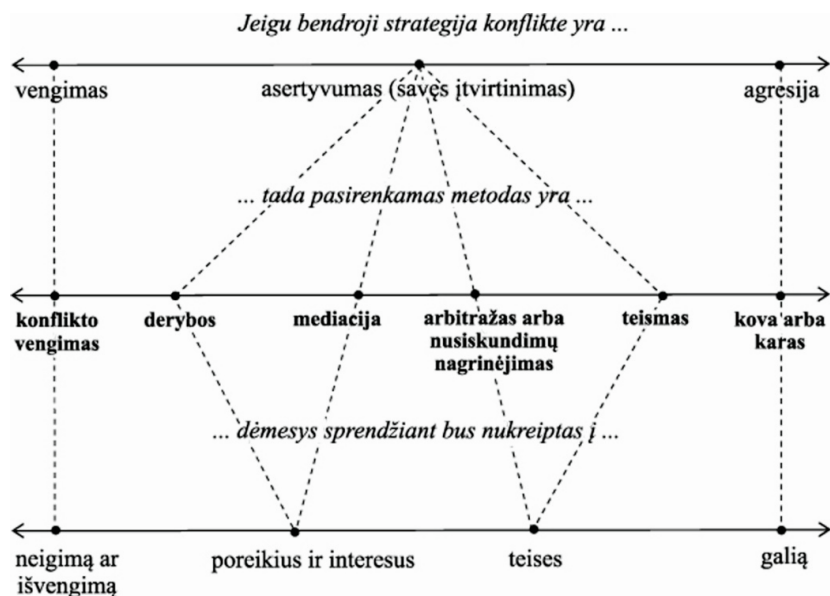 Jeigu bendroji strategija konflikte yra ...
vengimas
asertyvumas (savęs įtvirtinimas)
agresija
... tada pasirenkamas metodas yra ...
konflikto
vengimas
derybos
mediacija
arbitražas arba
nusiskundimų
nagrinėjimas
teismas
kova arba
karas
... dėmesys sprendžiant bus nukreiptas į ...
neigimą ar
išvengimą
poreikius ir interesus
teises
galią